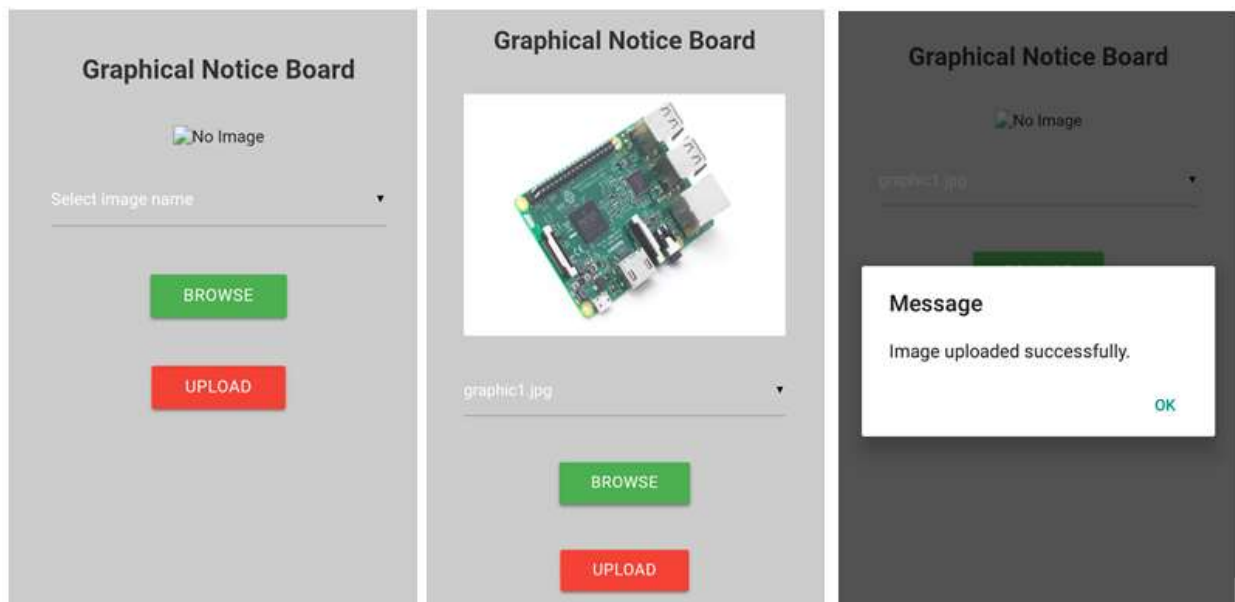 Graphical Notice Board
No Image
Select image name
BROWSE
UPLOAD
Graphical Notice Board
graphic1.jpg
BROWSE
UPLOAD
Graphical Notice Board
No Image
graphic1.jpg
Message
Image uploaded successfully.
OK